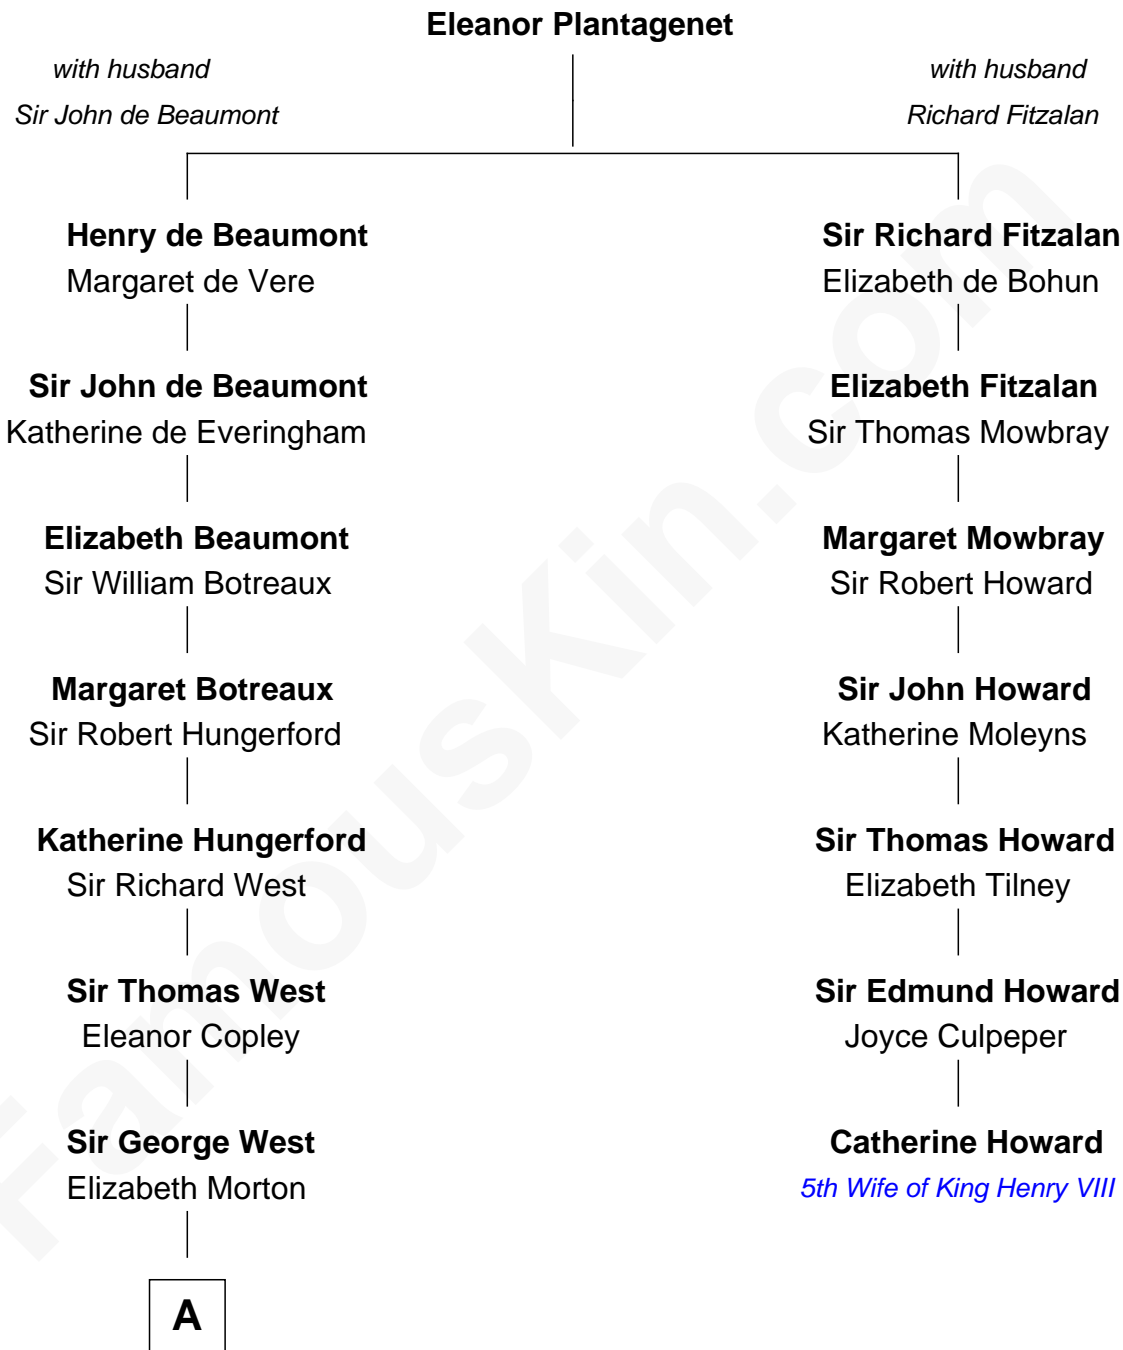 Eleanor Plantagenet
with husband
Sir John de Beaumont
with husband
Richard Fitzalan
Henry de Beaumont
Margaret de Vere
Sir Richard Fitzalan
Elizabeth de Bohun
Sir John de Beaumont
Katherine de Everingham
Elizabeth Fitzalan
Sir Thomas Mowbray
Elizabeth Beaumont
Sir William Botreaux
Margaret Mowbray
Sir Robert Howard
Margaret Botreaux
Sir Robert Hungerford
Sir John Howard
Katherine Moleyns
Katherine Hungerford
Sir Richard West
Sir Thomas Howard
Elizabeth Tilney
Sir Thomas West
Eleanor Copley
Sir Edmund Howard
Joyce Culpeper
Sir George West
Elizabeth Morton
Catherine Howard
5th Wife of King Henry VIII
A
FamousKin.com